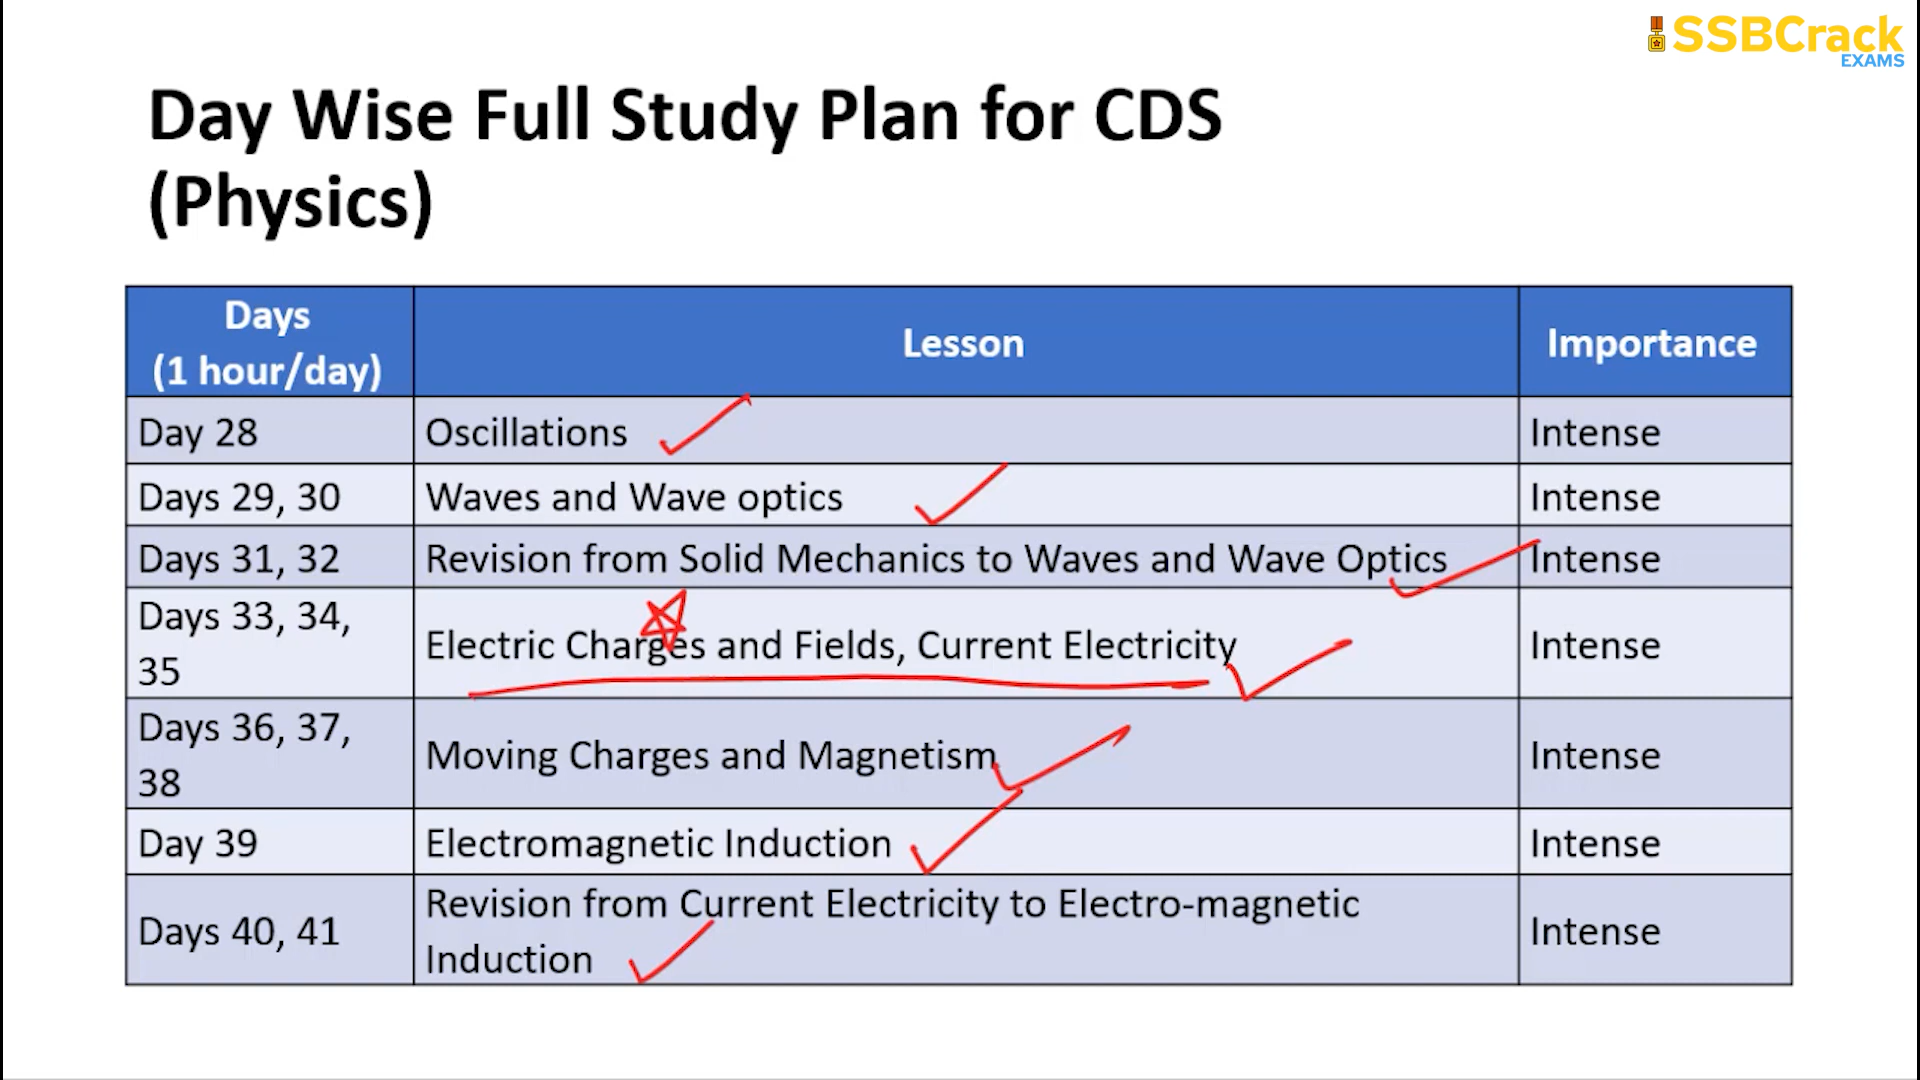 SSBCrack
EXAMS
Day Wise Full Study Plan for CDS
(Physics)
Days
(1 hour/day)
Lesson
Importance
Day 28
Oscillations
Intense
Days 29, 30
Waves and Wave optics
Intense
Days 31, 32
Revision from Solid Mechanics to Waves and Wave Optics
Intense
Days 33, 34,
35
Electric Charges and Fields, Current Electricity
Intense
Days 36, 37,
38
Moving Charges and Magnetism
Intense
Day 39
Electromagnetic Induction
Intense
Days 40, 41
Revision from Current Electricity to Electro-magnetic
Induction
Intense